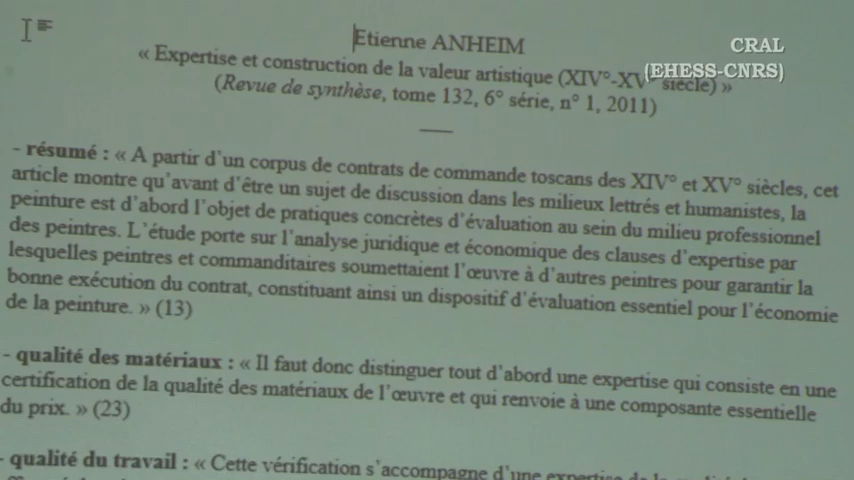 Etienne ANHEIM
CRAL
(EHESS-CNRS)
« Expertise et construction de la valeur artistique (XIV°-XV° siècle) »
(Revue de synthèse, tome 132, 6° série, n° 1, 2011)
- résumé : « A partir d'un corpus de contrats de commande toscans des XIV° et XV° siècles, cet
article montre qu'avant d'être un sujet de discussion dans les milieux lettrés et humanistes, la
peinture est d'abord l'objet de pratiques concrètes d'évaluation au sein du milieu professionnel
des peintres. L'étude porte sur l'analyse juridique et économique des clauses d'expertise par
lesquelles peintres et commanditaires soumettaient l'œuvre à d'autres peintres pour garantir la
bonne exécution du contrat, constituant ainsi un dispositif d'évaluation essentiel pour l'économie
de la peinture. » (13)
- qualité des matériaux : « Il faut donc distinguer tout d'abord une expertise qui consiste en une
certification de la qualité des matériaux de l'œuvre et qui renvoie à une composante essentielle
du prix. » (23)
- qualité du travail : « Cette vérification s'accompagne d'une expertise de la